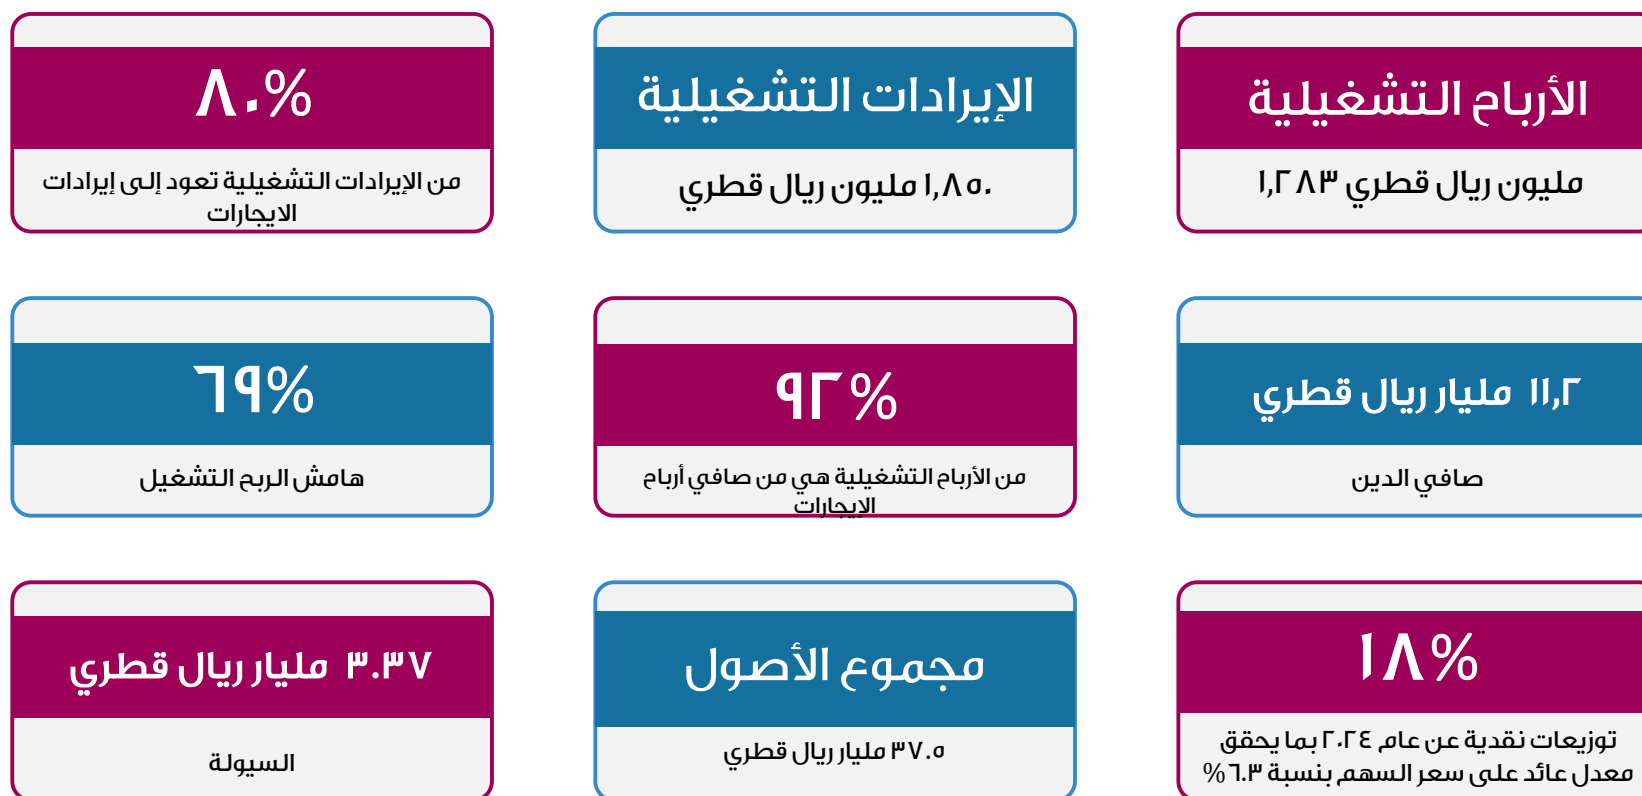 الأرباح التشغيلية
مليون ريال قطري ١,٢٨٣
الإيرادات التشغيلية
١,٨٥٠ مليون ريال قطري
٨٠%
من الإيرادات التشغيلية تعود إلى إيرادات
الايجارات
١١,٢ مليار ريال قطري
صافي الدين
٩٢%
من الأرباح التشغيلية هي من صافي أرباح
الإيجارات
٦٩%
هامش الربح التشغيل
١٨%
توزيعات نقدية عن عام ٢٠٢٤ بما يحقق
معدل عائد على سعر السهم بنسبة ٦.٣%
مجموع الأصول
٣٧.٥ مليار ريال قطري
٣.٣٧ مليار ريال قطري
السيولة